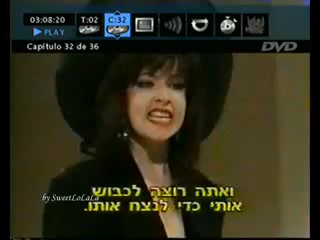 03:08:20
T:02
C:32
PLAY
Capítulo 32 de 36
DVD
by SweetLoLaLa
ואתה רוצה לכבוש
אותי כדי לנצח אותו.